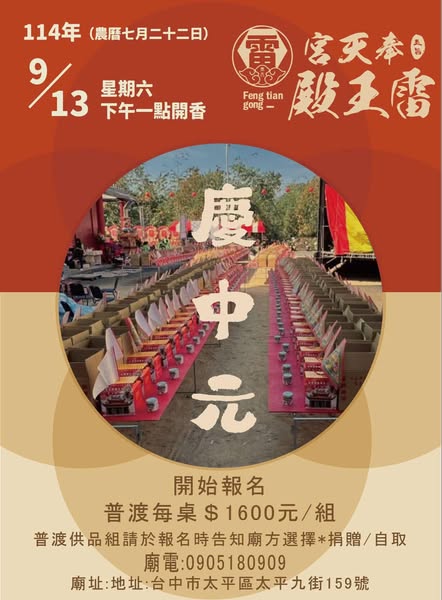 114年（農曆七月二十二日）
9/13 星期六
下午一點開香
雷
Feng tian
gong
奉天宮
雷王殿
慶中元
開始報名
普渡每桌＄1600元/組
普渡供品組請於報名時告知廟方選擇*捐贈/自取
廟電:0905180909
廟址:地址:台中市太平區太平九街159號